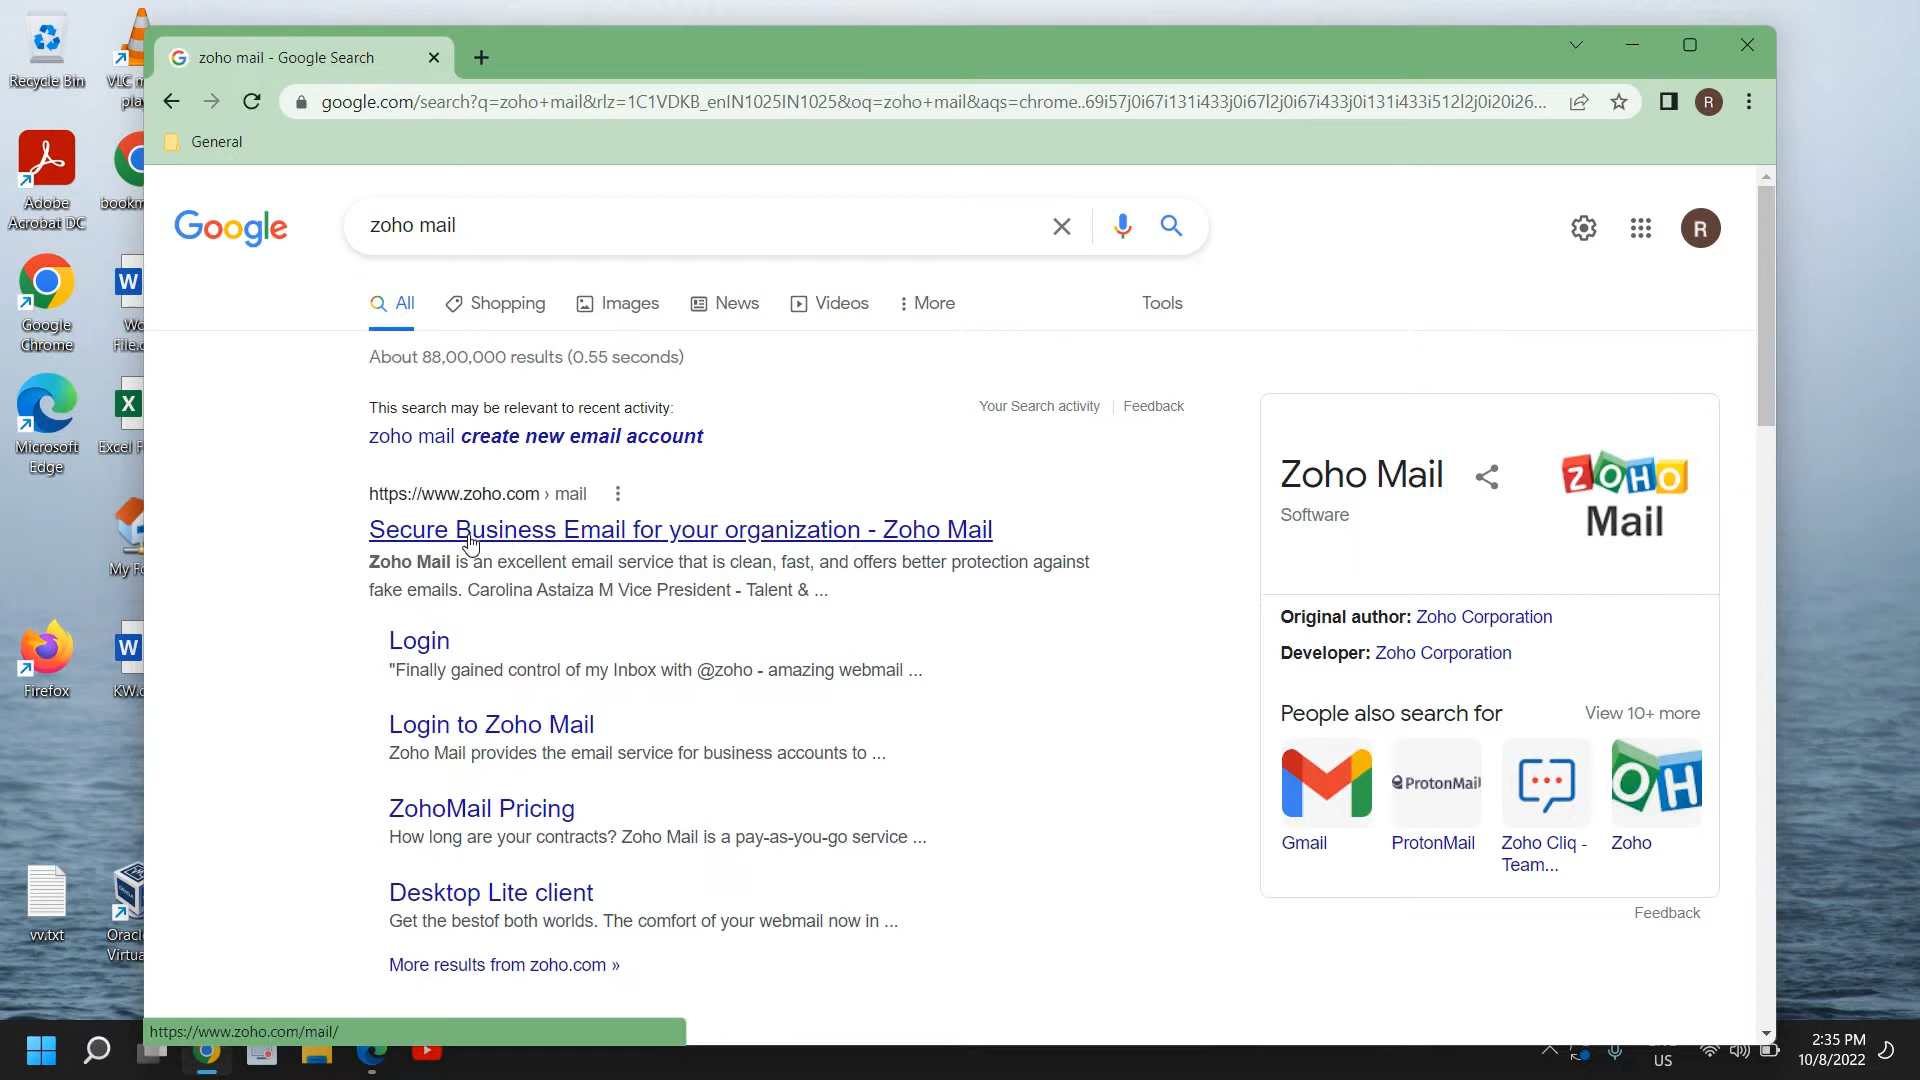 Recycle Bin
Adobe
Acrobat DC
Google
Chrome
Microsoft
Edge
Firefox
vv.txt
zoho mail - Google Search
google.com/search?q=zoho+mail&rlz=1C1VDKB_enIN1025IN1025&oq=zoho+mail&aqs=chrome..69i57j0i67i131i433j0i67l2j0i67i433j0i131i433i512l2j0i20i26...
R
General
Google
zoho mail
R
All
Shopping
Images
News
Videos
More
Tools
About 88,00,000 results (0.55 seconds)
This search may be relevant to recent activity:
Your Search activity
Feedback
zoho mail create new email account
https://www.zoho.com › mail
Secure Business Email for your organization - Zoho Mail
Zoho Mail is an excellent email service that is clean, fast, and offers better protection against
fake emails. Carolina Astaiza M Vice President - Talent & ...
Login
"Finally gained control of my Inbox with @zoho - amazing webmail ...
Login to Zoho Mail
Zoho Mail provides the email service for business accounts to ...
ZohoMail Pricing
How long are your contracts? Zoho Mail is a pay-as-you-go service ...
Desktop Lite client
Get the bestof both worlds. The comfort of your webmail now in ...
More results from zoho.com »
Zoho Mail
Software
ZOHO
Mail
Original author: Zoho Corporation
Developer: Zoho Corporation
People also search for
View 10+ more
ProtonMail
Gmail
ProtonMail
Zoho Cliq -
Team...
Zoho
Feedback
https://www.zoho.com/mail/
US
2:35 PM
10/8/2022